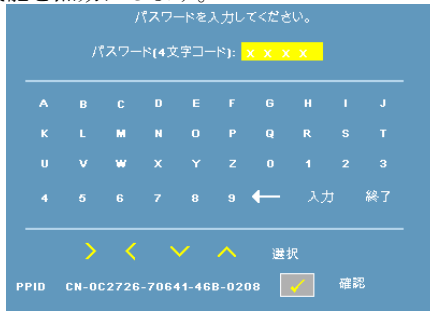 パスワードを入力してください。
パスワード(4文字コード): x x x x
A B C D E F G H I J
K L M N O P Q R S T
U V W X Y Z 0 1 2 3
4 5 6 7 8 9 ← 入力 終了
> < ∨ ∧ 選択
PPID CN-0C2726-70641-46B-0208 ✓ 確認